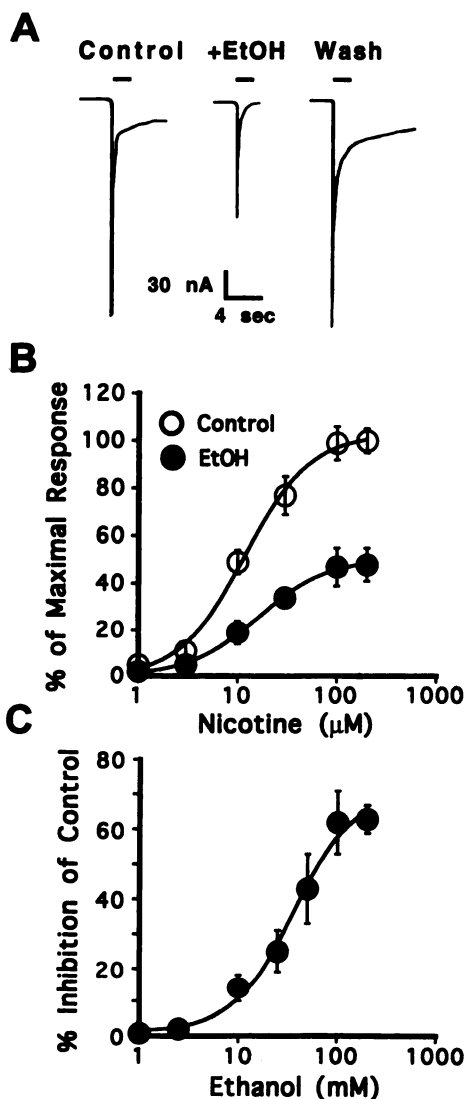 A
Control +EtOH Wash
30 nA
4 sec
B
% of Maximal Response
120
100
80
60
40
20
0
Control
EtOH
1 10 100 1000
Nicotine (μM)
C
% Inhibition of Control
80
60
40
20
0
1 10 100 1000
Ethanol (mM)